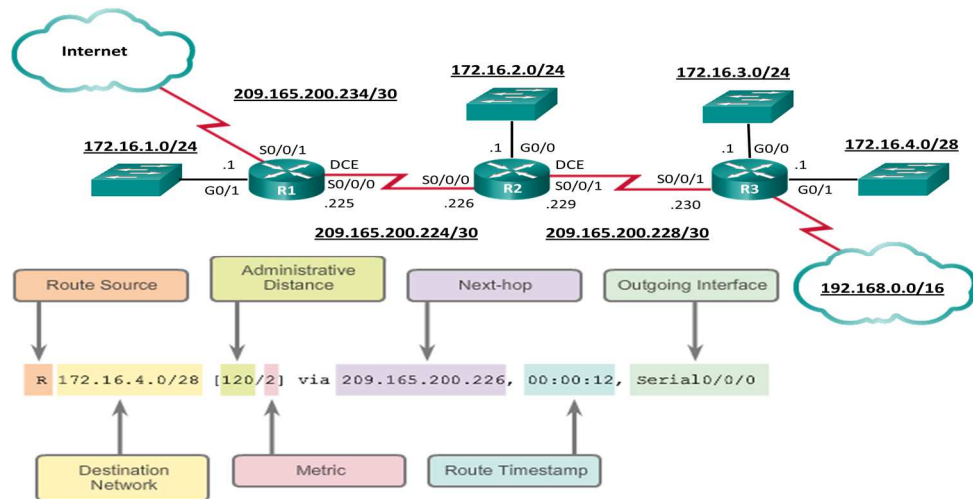 Internet
172.16.2.0/24
172.16.3.0/24
209.165.200.234/30
172.16.1.0/24
172.16.4.0/28
S0/0/1
.1
G0/0
G0/0
.1
DCE
DCE
.1
G0/1
R1
S0/0/0
S0/0/0
R2
S0/0/1
S0/0/1
R3
G0/1
.225
.226
.229
.230
209.165.200.224/30
209.165.200.228/30
192.168.0.0/16
Route Source
Administrative
Distance
Next-hop
Outgoing Interface
R 172.16.4.0/28 [120/2] via 209.165.200.226, 00:00:12, Serial0/0/0
Destination
Network
Metric
Route Timestamp